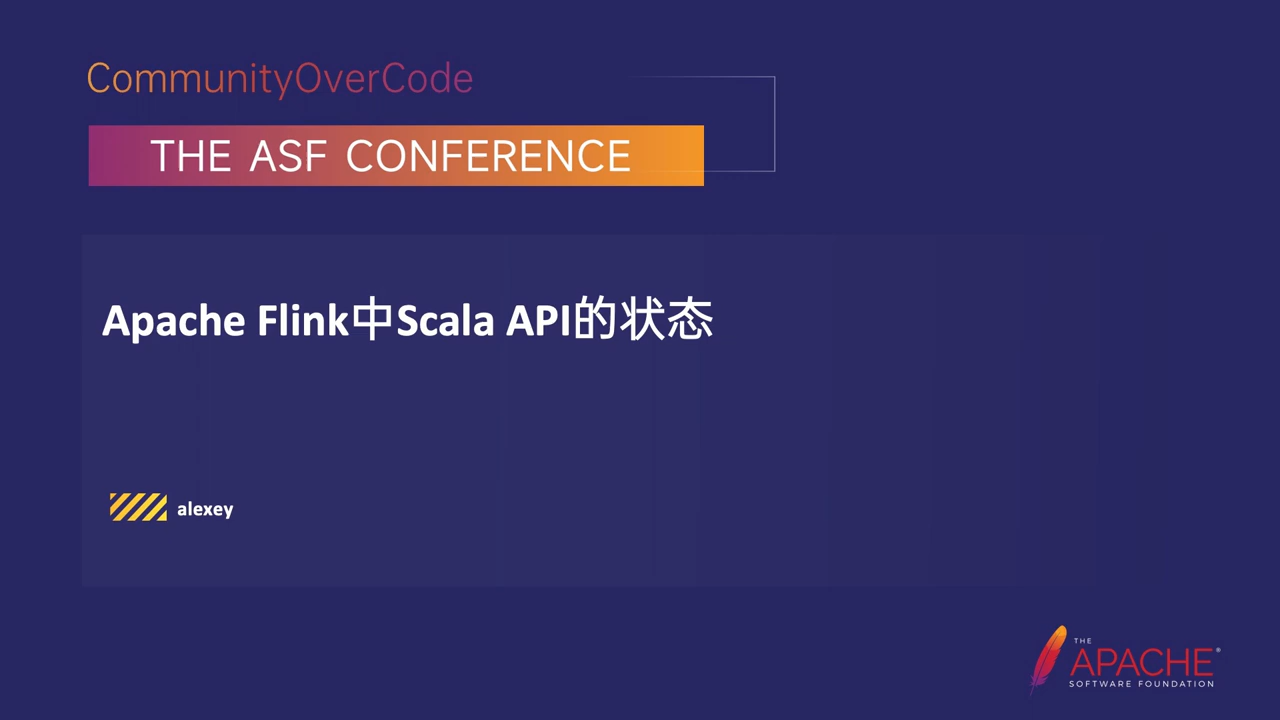 CommunityOverCode
THE ASF CONFERENCE
Apache Flink中Scala API的状态
alexey
THE
APACHE®
SOFTWARE FOUNDATION